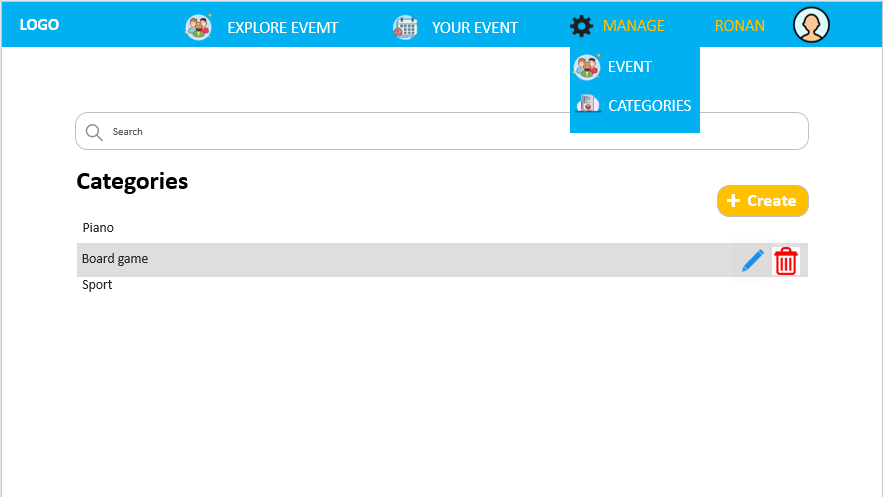 LOGO
EXPLORE EVEMT
YOUR EVENT
MANAGE
RONAN
EVENT
CATEGORIES
Search
Categories
Create
Piano
Board game
Sport